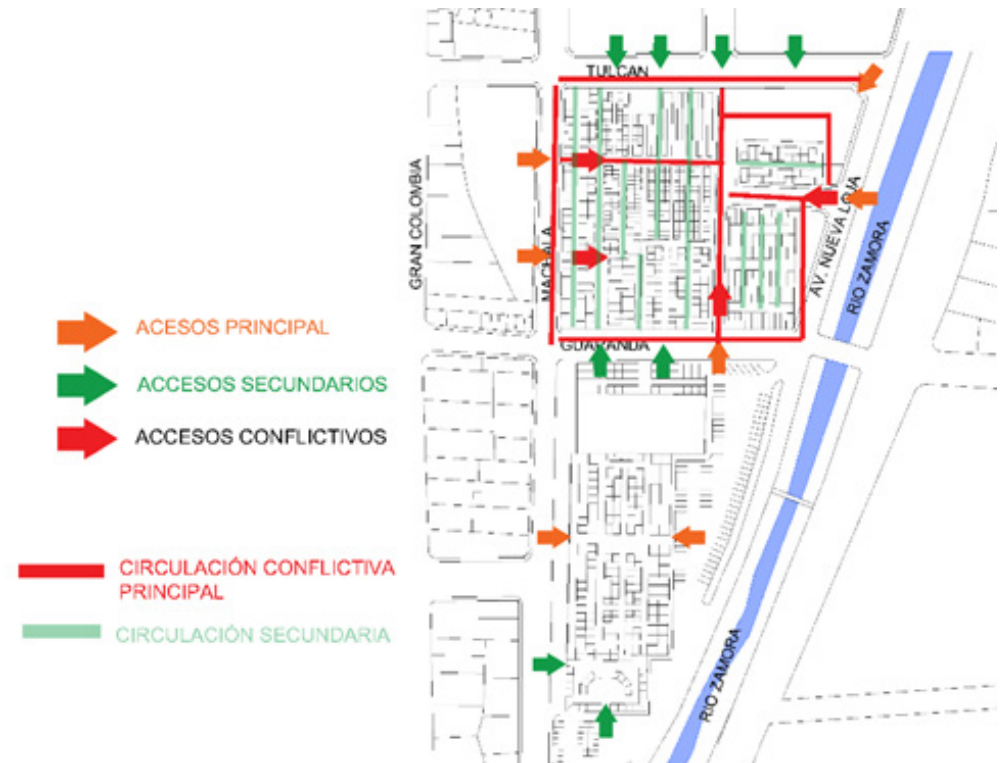 TULCAN
GRAN COLOMBIA
MACHALA
AV. NUEVA LOJA
RIO ZAMORA
GUARANDA
ACESOS PRINCIPAL
ACCESOS SECUNDARIOS
ACCESOS CONFLICTIVOS
CIRCULACIÓN CONFLICTIVA
PRINCIPAL
CIRCULACIÓN SECUNDARIA
RIO ZAMORA